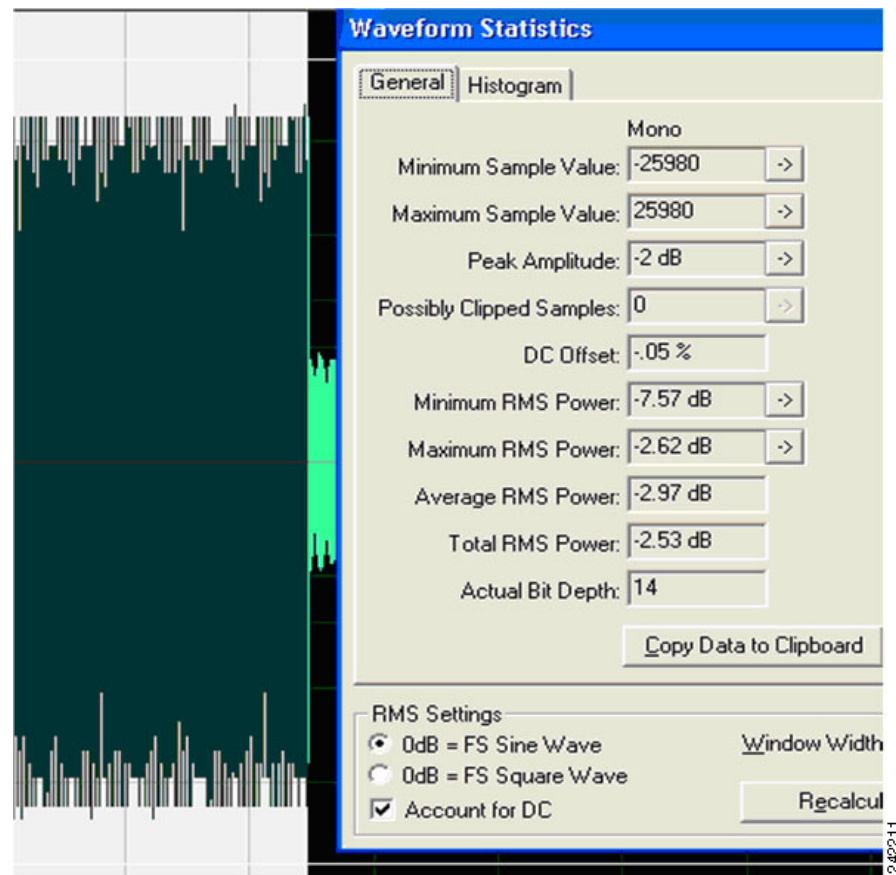 Waveform Statistics
General Histogram
Mono
Minimum Sample Value: -25980 ->
Maximum Sample Value: 25980 ->
Peak Amplitude: -2 dB ->
Possibly Clipped Samples: 0 ->
DC Offset: -.05 %
Minimum RMS Power: -7.57 dB ->
Maximum RMS Power: -2.62 dB ->
Average RMS Power: -2.97 dB
Total RMS Power: -2.53 dB
Actual Bit Depth: 14
Copy Data to Clipboard
RMS Settings
0dB = FS Sine Wave Window Width
0dB = FS Square Wave
Account for DC Recalcul
242211